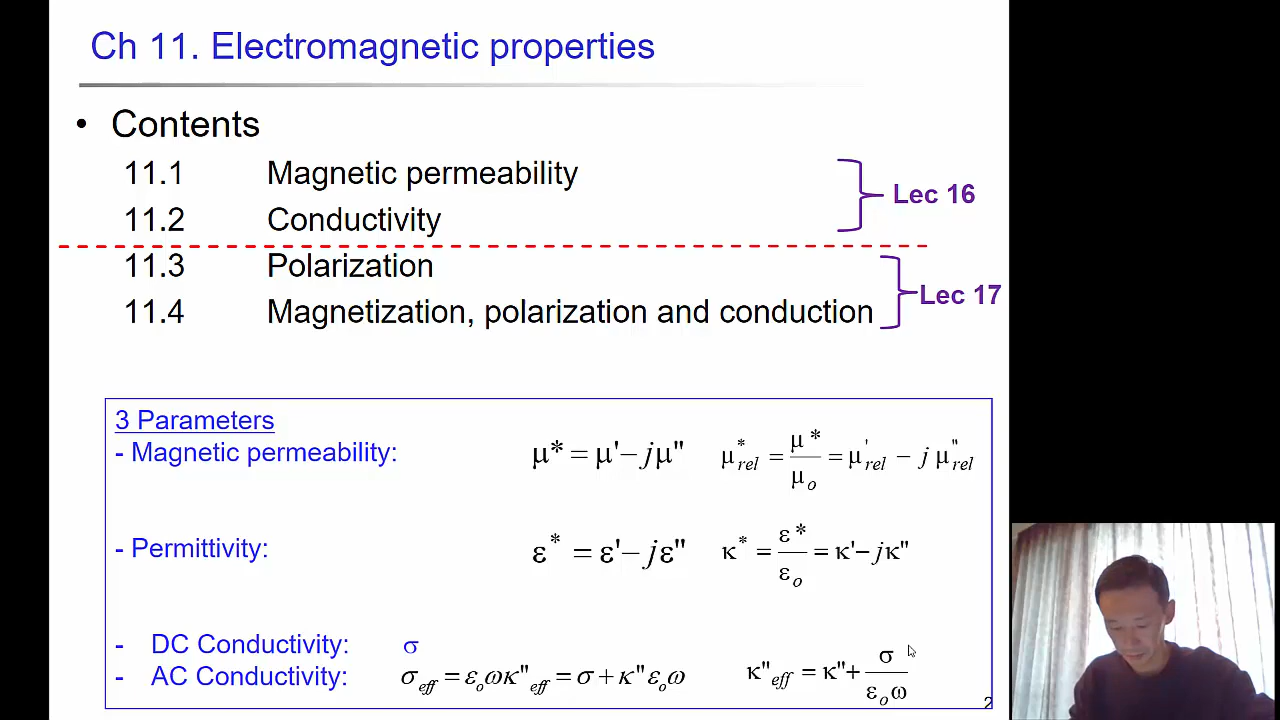 Ch 11. Electromagnetic properties
• Contents
11.1 Magnetic permeability
11.2 Conductivity
Lec 16
11.3 Polarization
11.4 Magnetization, polarization and conduction
Lec 17
3 Parameters
- Magnetic permeability: μ* = μ'− jμ" μ*rel = μ*/μo = μ'rel − j μ"rel
- Permittivity: ε* = ε'− jε" κ* = ε*/εo = κ'− jκ"
- DC Conductivity: σ
- AC Conductivity: σeff = εoωκ"eff = σ + κ"εoω κ"eff = κ"+ σ/εoω
2